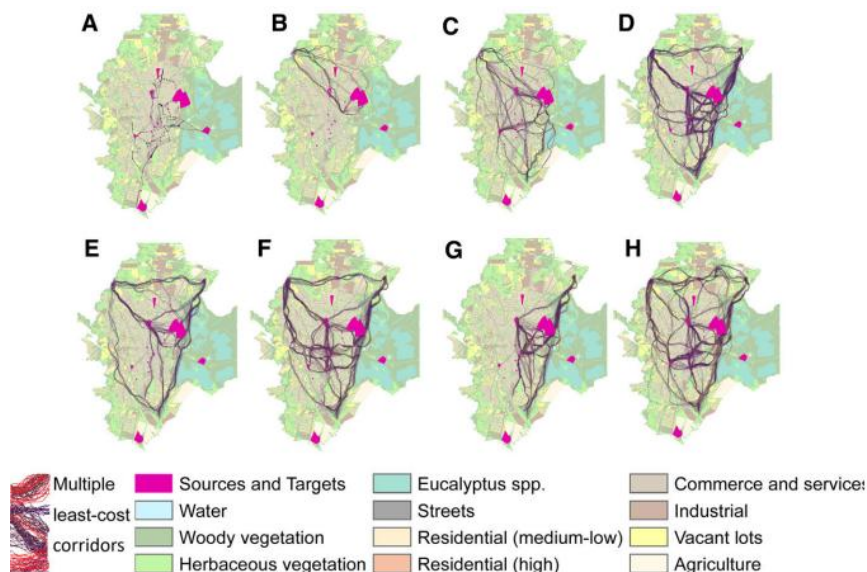 A B C D
E F G H
Multiple
least-cost
corridors
Sources and Targets
Water
Woody vegetation
Herbaceous vegetation
Eucalyptus spp.
Streets
Residential (medium-low)
Residential (high)
Commerce and services
Industrial
Vacant lots
Agriculture